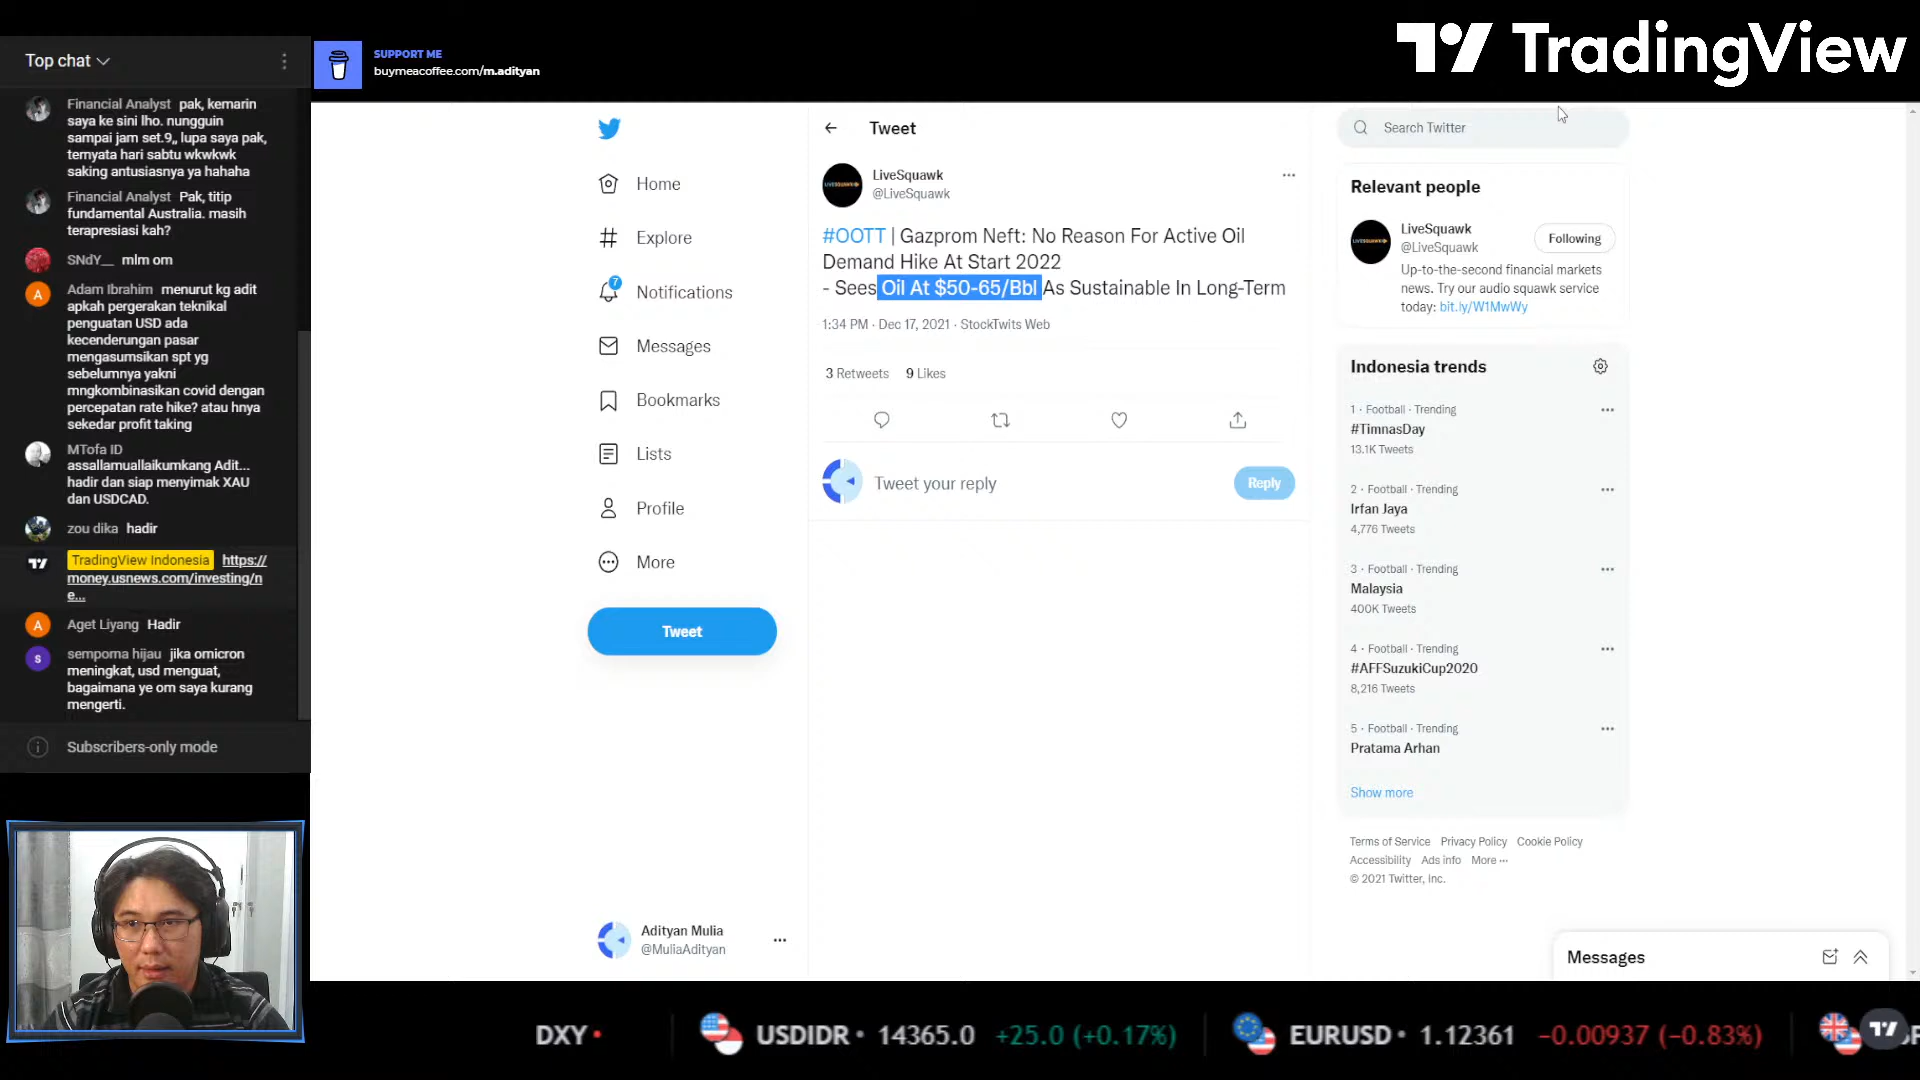 Top chat
Financial Analyst pak, kemarin
saya ke sini lho. nungguin
sampai jam set.9,, lupa saya pak,
ternyata hari sabtu wkwkwk
saking antusiasnya ya hahaha
Financial Analyst Pak, titip
fundamental Australia. masih
terapresiasi kah?
SNdY__ mlm om
A
Adam Ibrahim menurut kg adit
apkah pergerakan teknikal
penguatan USD ada
kecenderungan pasar
mengasumsikan spt yg
sebelumnya yakni
mngkombinasikan covid dengan
percepatan rate hike? atau hnya
sekedar profit taking
MTofa ID
assallamuallaikumkang Adit...
hadir dan siap menyimak XAU
dan USDCAD.
zou dika hadir
TradingView Indonesia https://
money.usnews.com/investing/n
e...
A
Aget Liyang Hadir
s
semporna hijau jika omicron
meningkat, usd menguat,
bagaimana ye om saya kurang
mengerti.
Subscribers-only mode
SUPPORT ME
buymeacoffee.com/m.adityan
TradingView
Home
Explore
7
Notifications
Messages
Bookmarks
Lists
Profile
More
Tweet
Adityan Mulia
@MuliaAdityan
Tweet
LIVESQUAWK
LiveSquawk
@LiveSquawk
#OOTT | Gazprom Neft: No Reason For Active Oil
Demand Hike At Start 2022
- Sees Oil At $50-65/Bbl As Sustainable In Long-Term
1:34 PM · Dec 17, 2021 · StockTwits Web
3 Retweets 9 Likes
Tweet your reply
Reply
Search Twitter
Relevant people
LIVESQUAWK
LiveSquawk
@LiveSquawk
Following
Up-to-the-second financial markets
news. Try our audio squawk service
today: bit.ly/W1MwWy
Indonesia trends
1 · Football · Trending
#TimnasDay
13.1K Tweets
2 · Football · Trending
Irfan Jaya
4,776 Tweets
3 · Football · Trending
Malaysia
400K Tweets
4 · Football · Trending
#AFFSuzukiCup2020
8,216 Tweets
5 · Football · Trending
Pratama Arhan
Show more
Terms of Service Privacy Policy Cookie Policy
Accessibility Ads info More ···
© 2021 Twitter, Inc.
Messages
DXY
USDIDR 14365.0 +25.0 (+0.17%)
EURUSD 1.12361 −0.00937 (−0.83%)